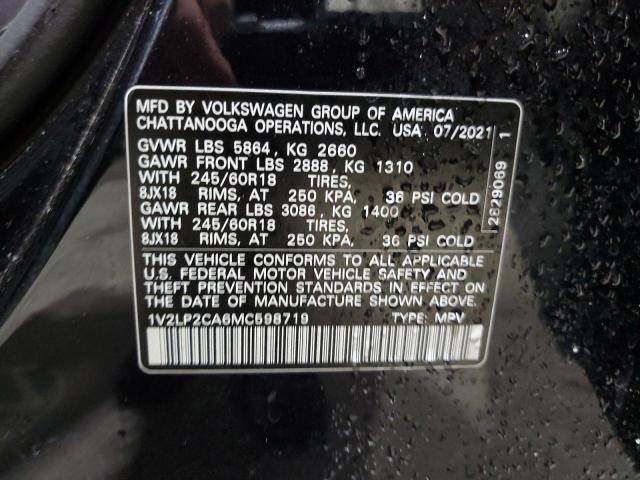 MFD BY VOLKSWAGEN GROUP OF AMERICA
CHATTANOOGA OPERATIONS, LLC. USA 07/2021
GVWR LBS 5864, KG 2660
GAWR FRONT LBS 2888, KG 1310
WITH 245/60R18 TIRES,
8JX18 RIMS, AT 250 KPA, 36 PSI COLD
GAWR REAR LBS 3086, KG 1400
WITH 245/60R18 TIRES,
8JX18 RIMS, AT 250 KPA, 36 PSI COLD
THIS VEHICLE CONFORMS TO ALL APPLICABLE
U.S. FEDERAL MOTOR VEHICLE SAFETY AND
THEFT PREVENTION STANDARDS IN EFFECT ON
THE DATE OF MANUFACTURE SHOWN ABOVE.
1V2LP2CA6MC598719 TYPE: MPV
2629069 1